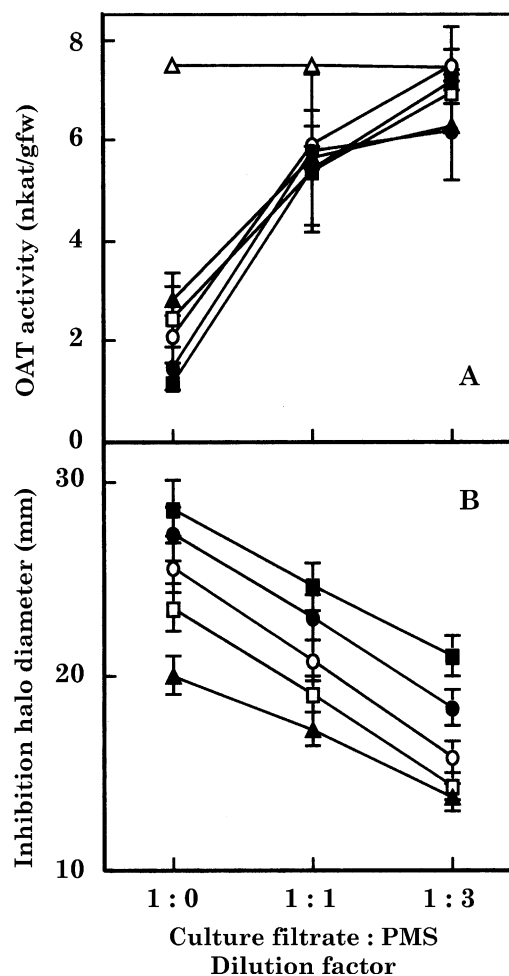 OAT activity (nkat/gfw)
8
6
4
2
0
A
Inhibition halo diameter (mm)
30
20
10
B
1 : 0 1 : 1 1 : 3
Culture filtrate : PMS
Dilution factor